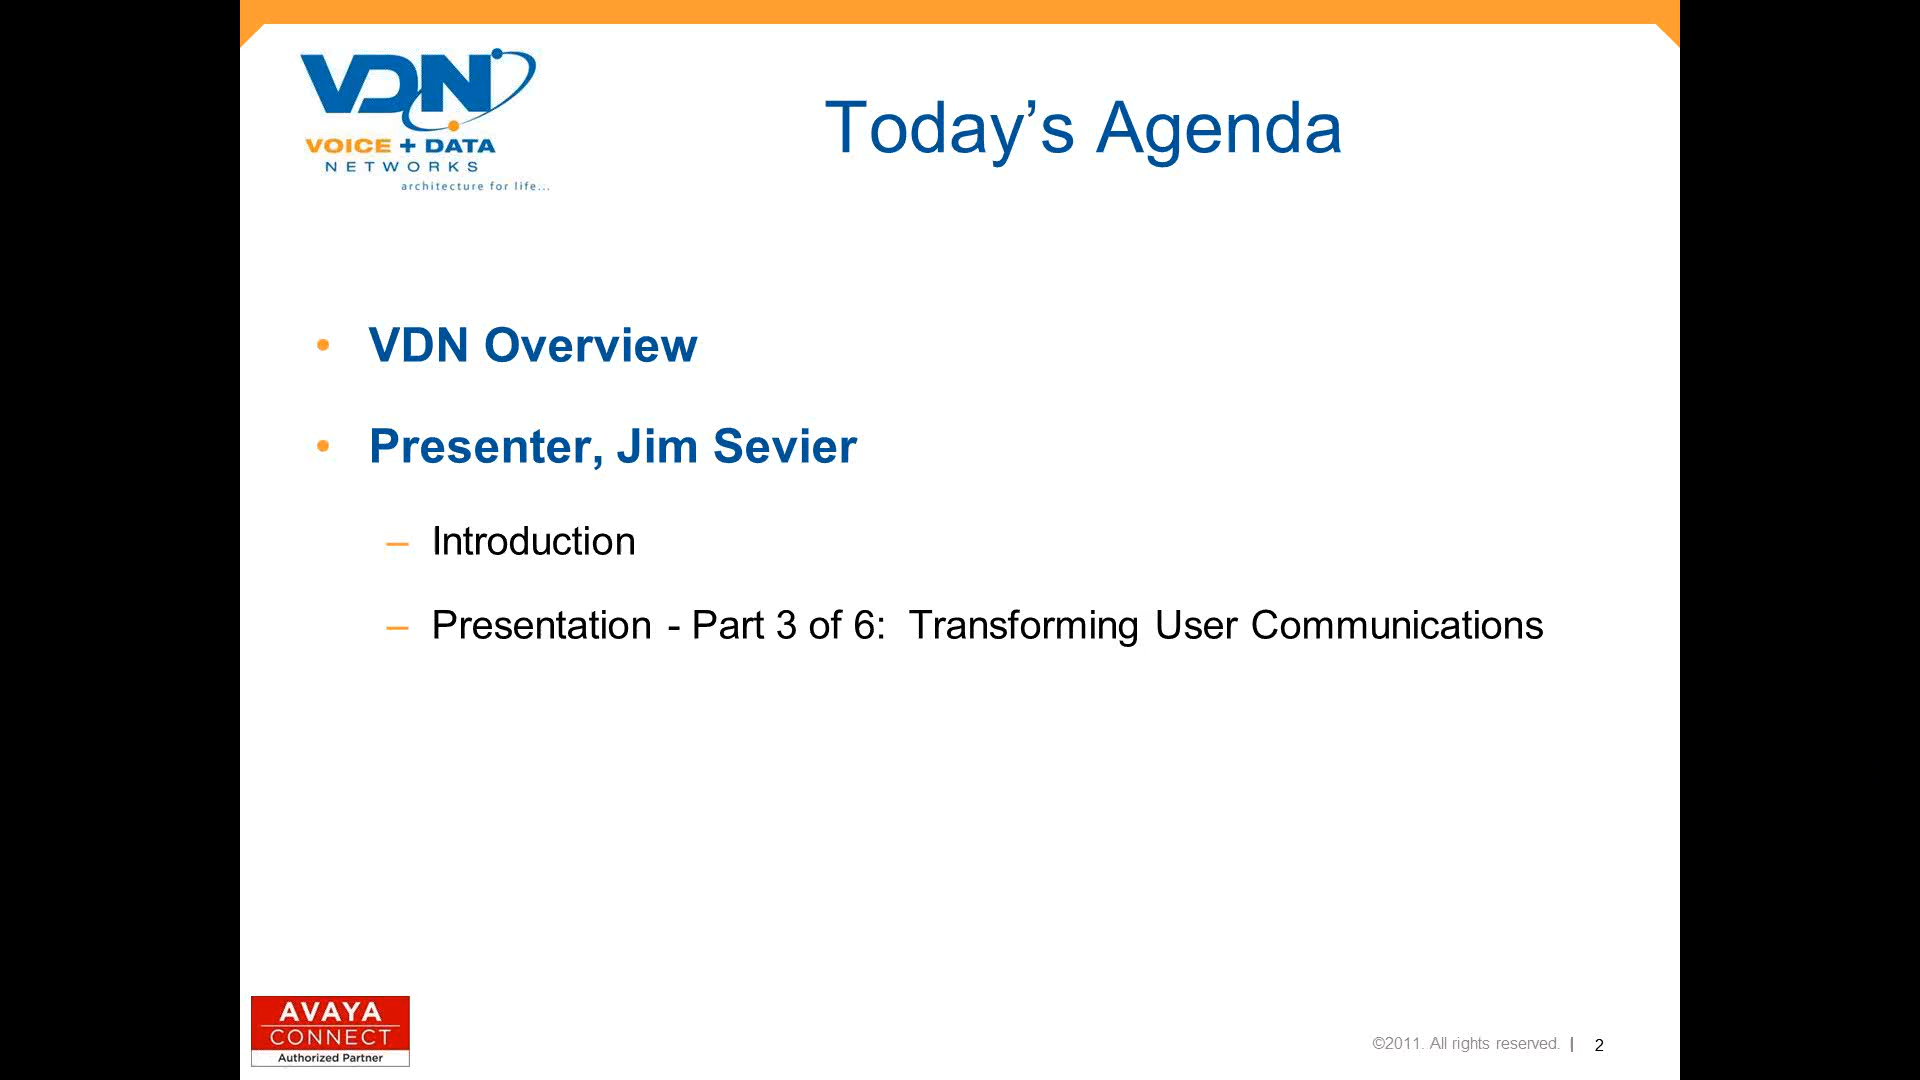 VDN
VOICE + DATA
NETWORKS
architecture for life...
Today’s Agenda
• VDN Overview
• Presenter, Jim Sevier
– Introduction
– Presentation - Part 3 of 6:  Transforming User Communications
AVAYA
CONNECT
Authorized Partner
©2011. All rights reserved. | 2